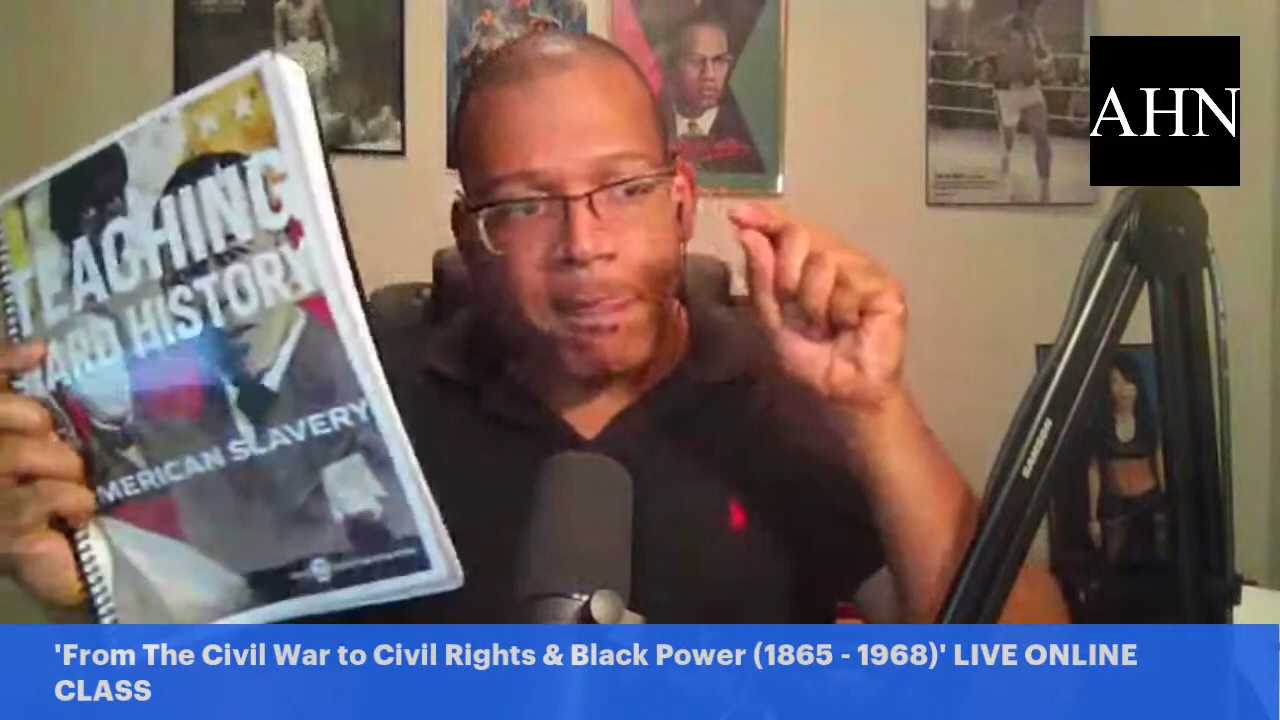 AHN
TEACHING
HARD HISTORY
AMERICAN SLAVERY
SAMSON
'From The Civil War to Civil Rights & Black Power (1865 - 1968)' LIVE ONLINE
CLASS